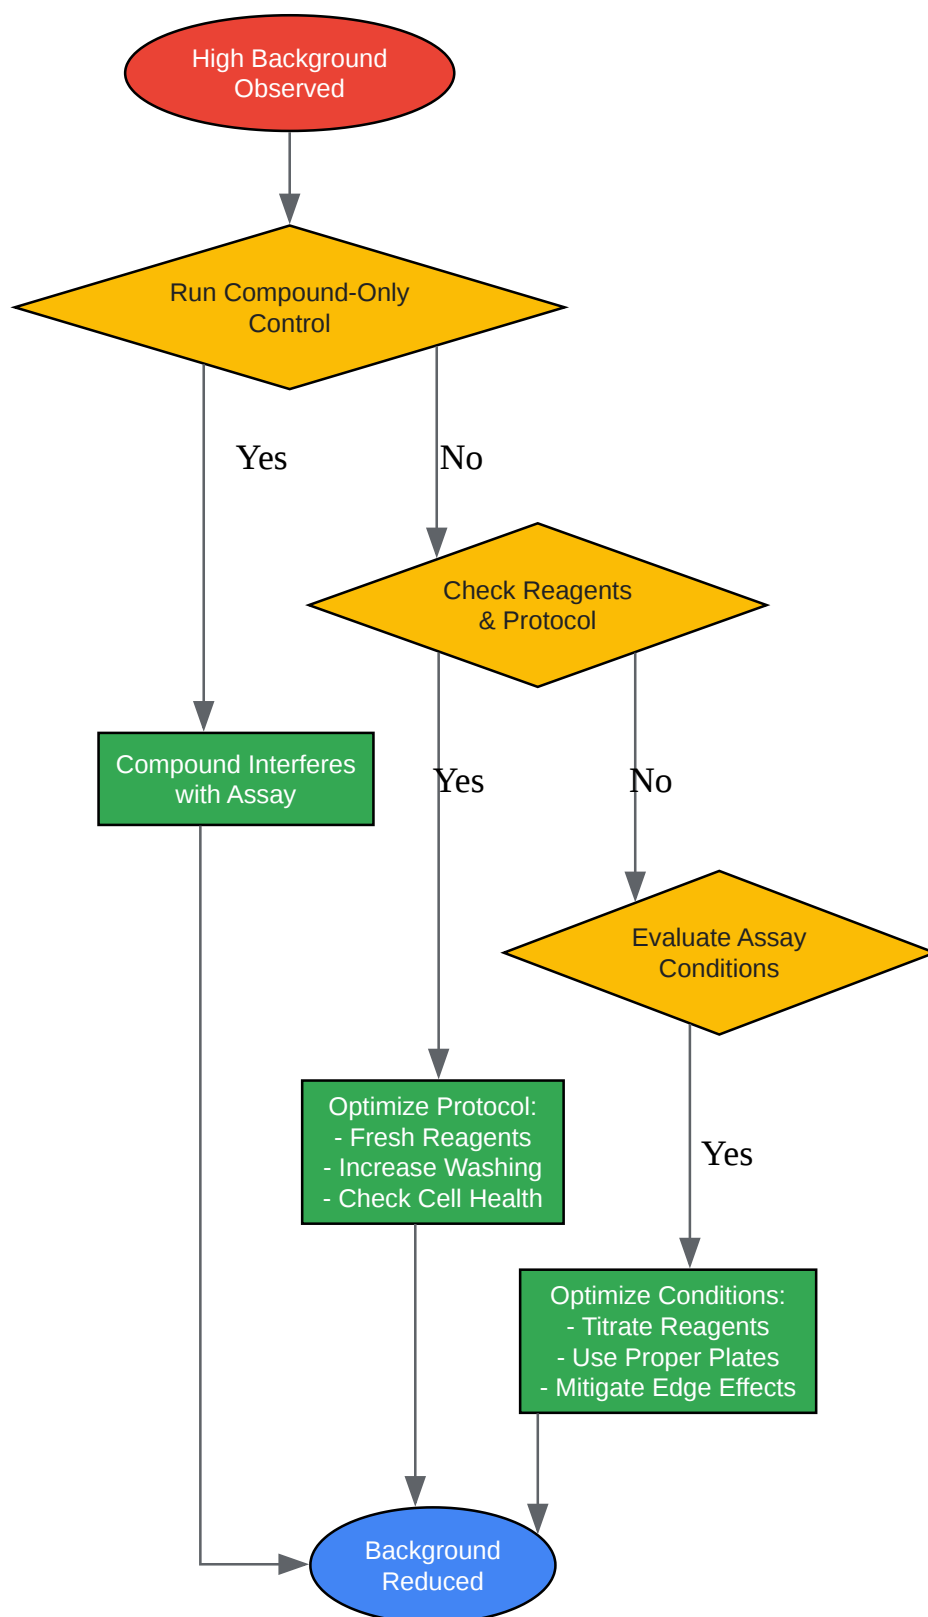 High Background
Observed
Run Compound-Only
Control
Yes
No
Check Reagents
& Protocol
Compound Interferes
with Assay
Yes
No
Evaluate Assay
Conditions
Optimize Protocol:
- Fresh Reagents
- Increase Washing
- Check Cell Health
Yes
Optimize Conditions:
- Titrate Reagents
- Use Proper Plates
- Mitigate Edge Effects
Background
Reduced